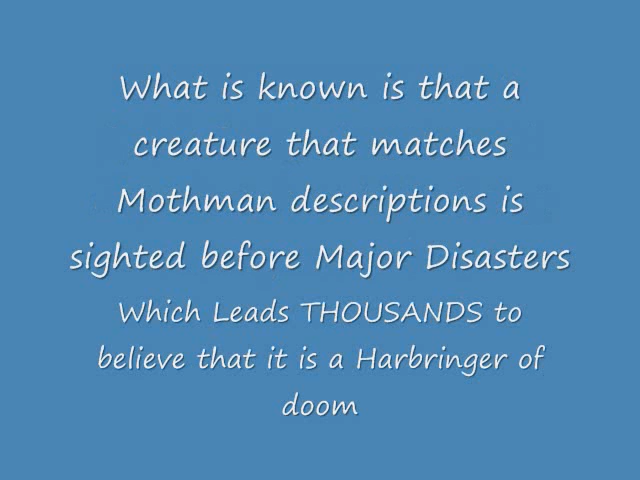 What is known is that a
creature that matches
Mothman descriptions is
sighted before Major Disasters
Which Leads THOUSANDS to
believe that it is a Harbringer of
doom